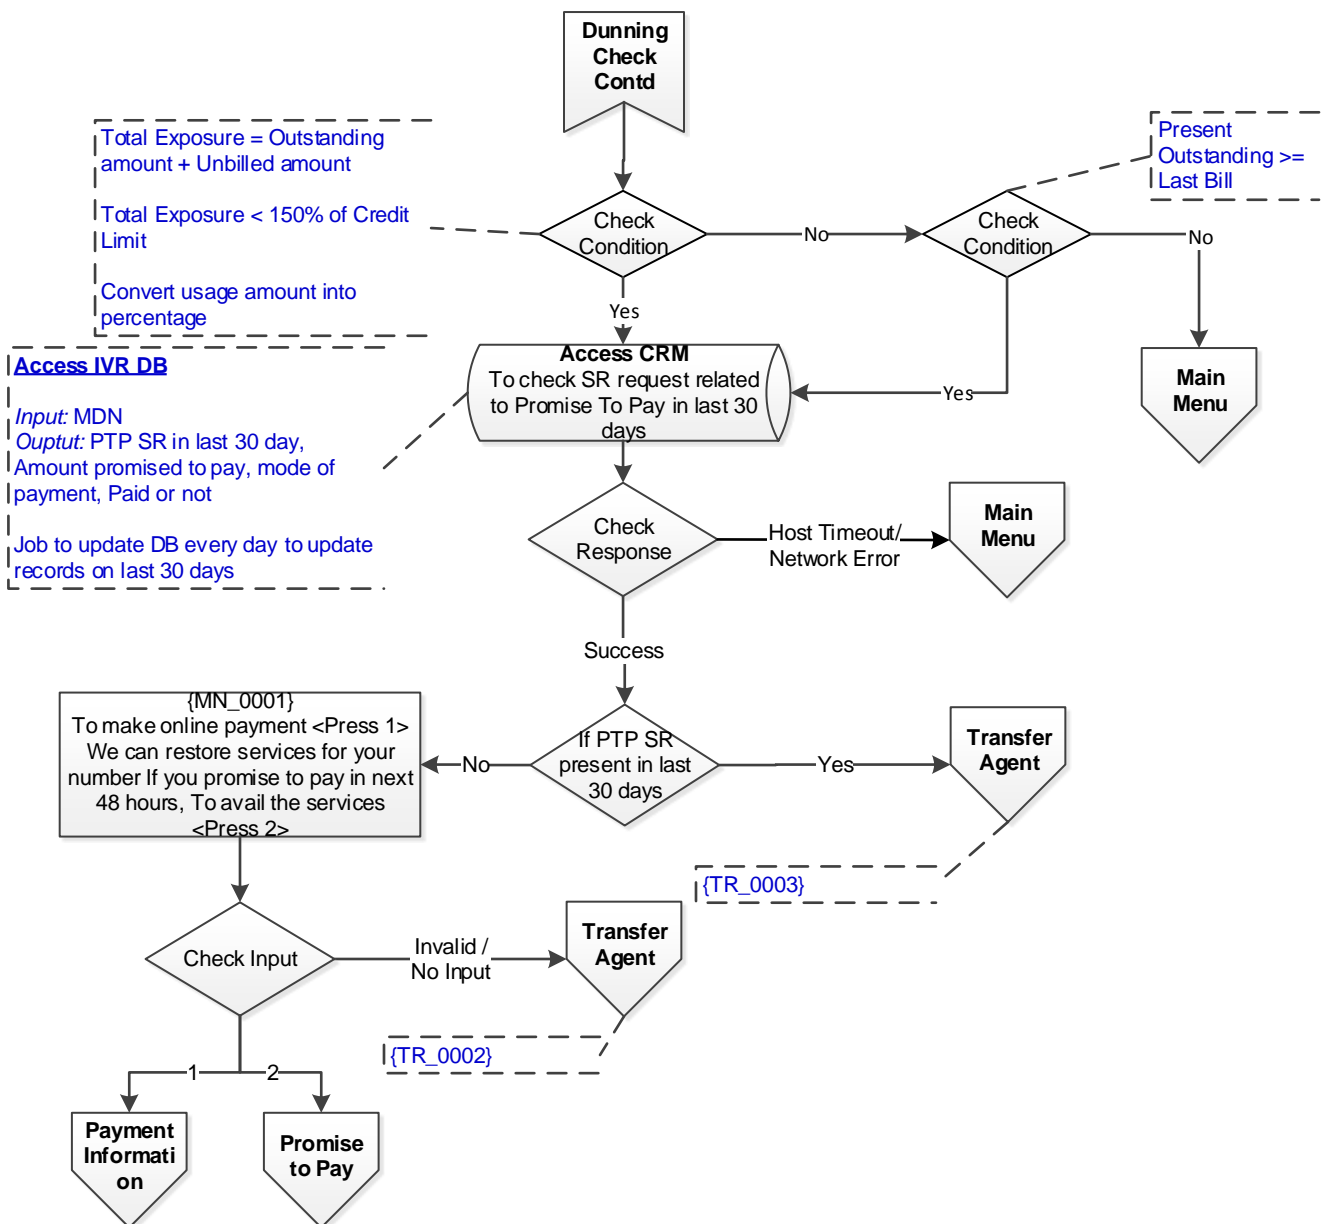 Dunning
Check
Contd
Total Exposure = Outstanding
amount + Unbilled amount
Total Exposure < 150% of Credit
Limit
Convert usage amount into
percentage
Present
Outstanding >=
Last Bill
Check
Condition
No
Check
Condition
No
Yes
Main
Menu
Yes
Access CRM
To check SR request related
to Promise To Pay in last 30
days
Access IVR DB
Input: MDN
Ouptut: PTP SR in last 30 day,
Amount promised to pay, mode of
payment, Paid or not
Job to update DB every day to update
records on last 30 days
Check
Response
Host Timeout/
Network Error
Main
Menu
Success
If PTP SR
present in last
30 days
Yes
Transfer
Agent
{TR_0003}
No
{MN_0001}
To make online payment <Press 1>
We can restore services for your
number If you promise to pay in next
48 hours, To avail the services
<Press 2>
Check Input
Invalid /
No Input
Transfer
Agent
{TR_0002}
1
2
Payment
Informati
on
Promise
to Pay